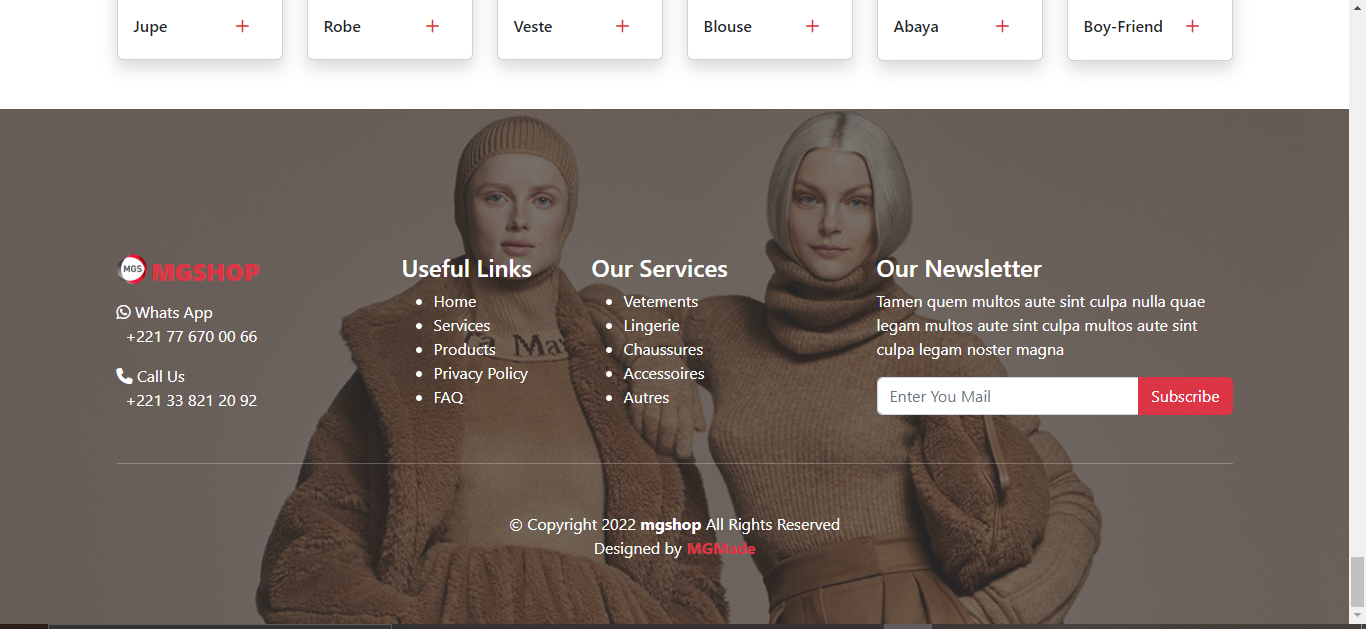 Jupe
Robe
Veste
Blouse
Abaya
Boy-Friend
MGS MGSHOP
Whats App
+221 77 670 00 66
Call Us
+221 33 821 20 92
Useful Links
Home
Services
Products
Privacy Policy
FAQ
Our Services
Vetements
Lingerie
Chaussures
Accessoires
Autres
Our Newsletter
Tamen quem multos aute sint culpa nulla quae
legam multos aute sint culpa multos aute sint
culpa legam noster magna
Enter You Mail
Subscribe
© Copyright 2022 mgshop All Rights Reserved
Designed by MGMade